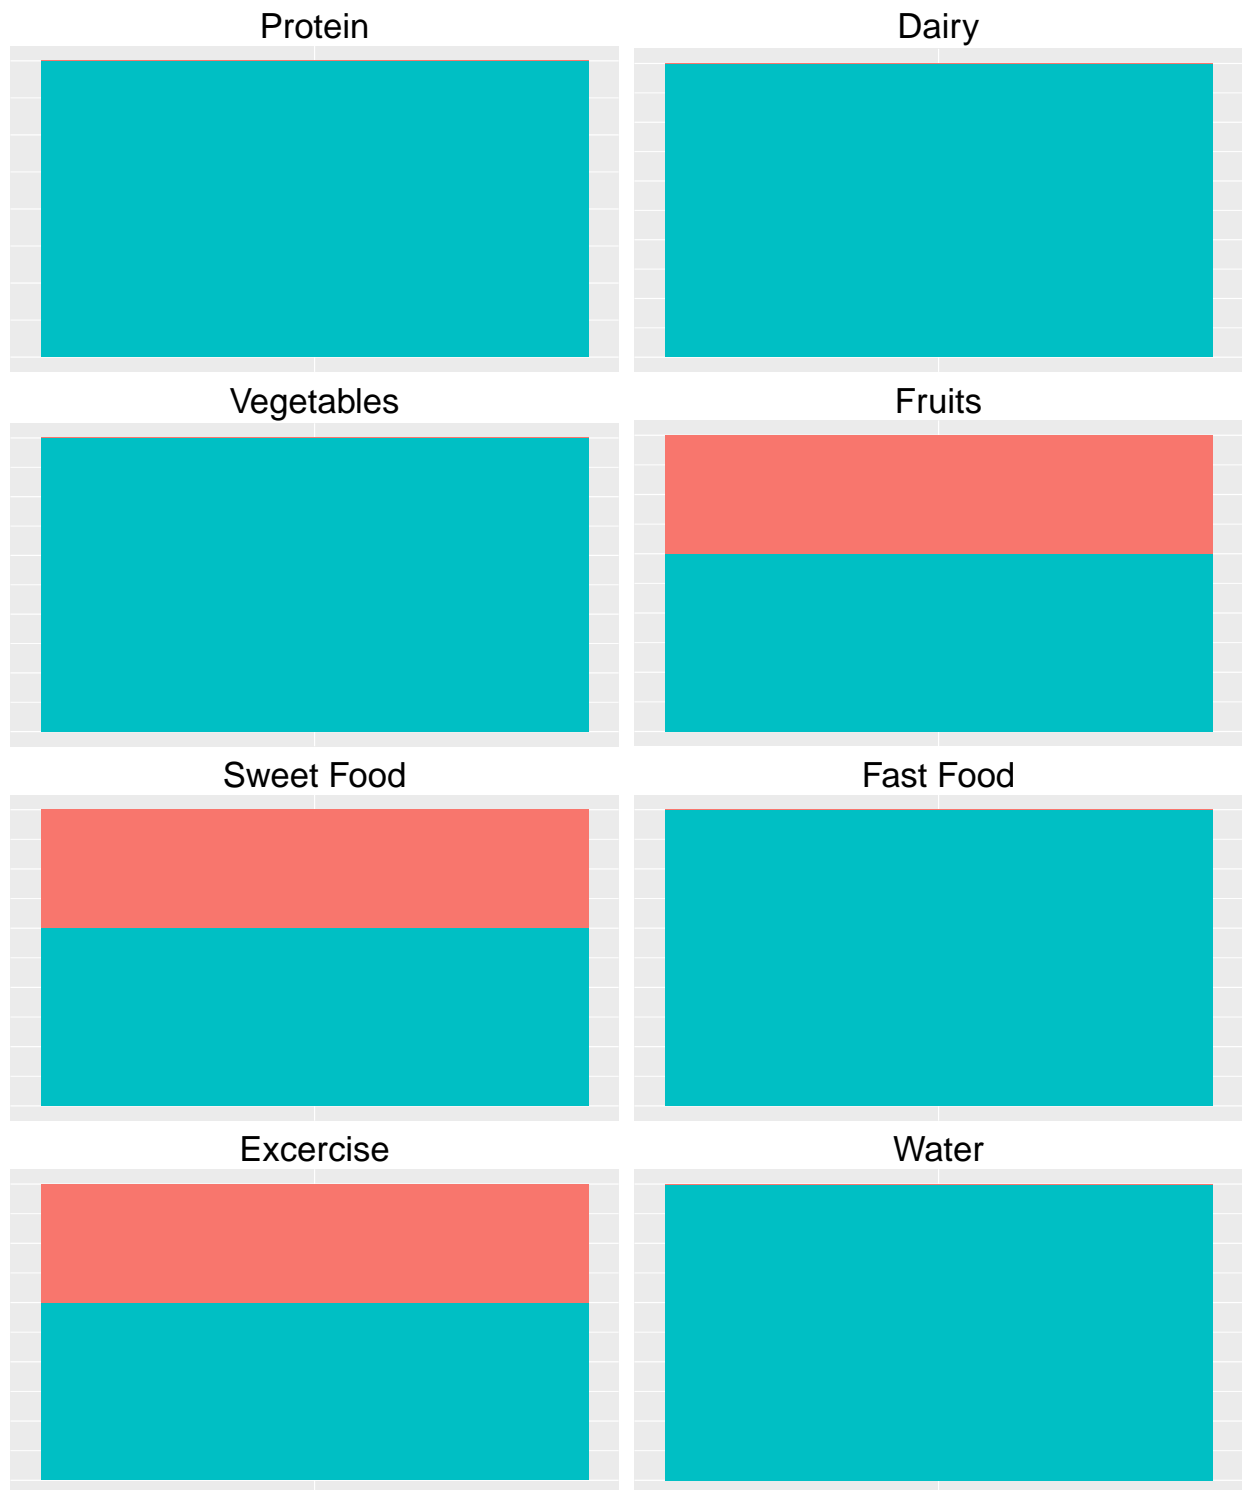 Protein
Dairy
Vegetables
Fruits
Sweet Food
Fast Food
Excercise
Water